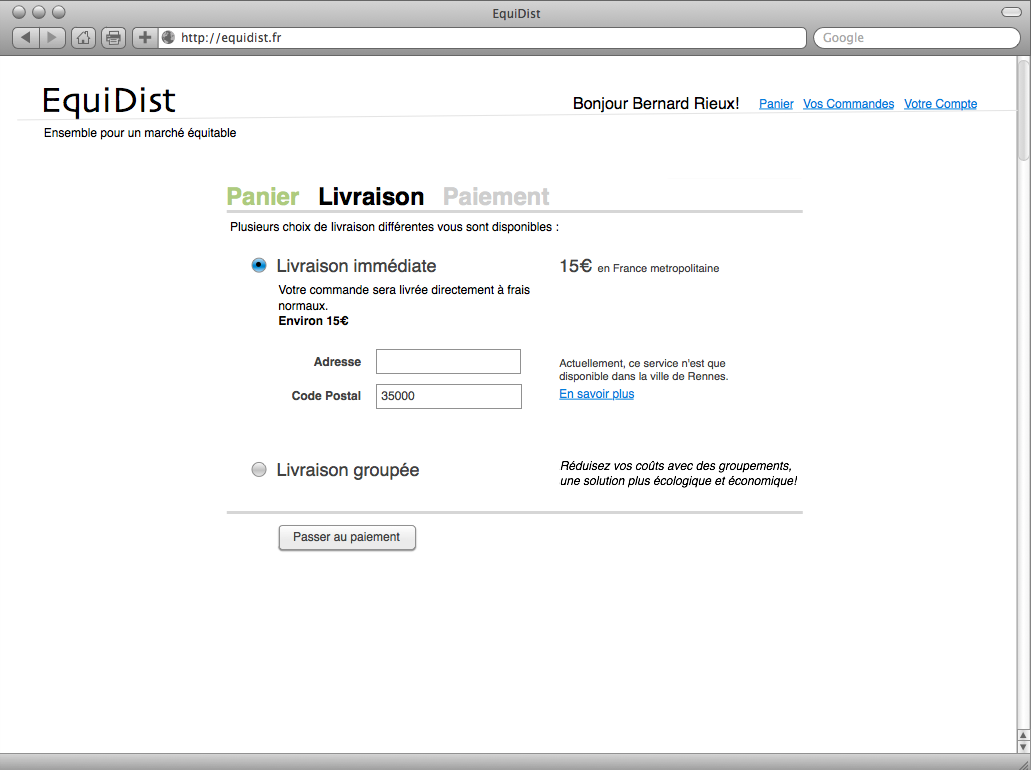 EquiDist
http://equidist.fr
Google
EquiDist
Bonjour Bernard Rieux! Panier Vos Commandes Votre Compte
Ensemble pour un marché équitable
Panier Livraison Paiement
Plusieurs choix de livraison différentes vous sont disponibles :
Livraison immédiate
15€ en France metropolitaine
Votre commande sera livrée directement à frais
normaux.
Environ 15€
Adresse
Actuellement, ce service n'est que
disponible dans la ville de Rennes.
En savoir plus
Code Postal 35000
Livraison groupée
Réduisez vos coûts avec des groupements,
une solution plus écologique et économique!
Passer au paiement